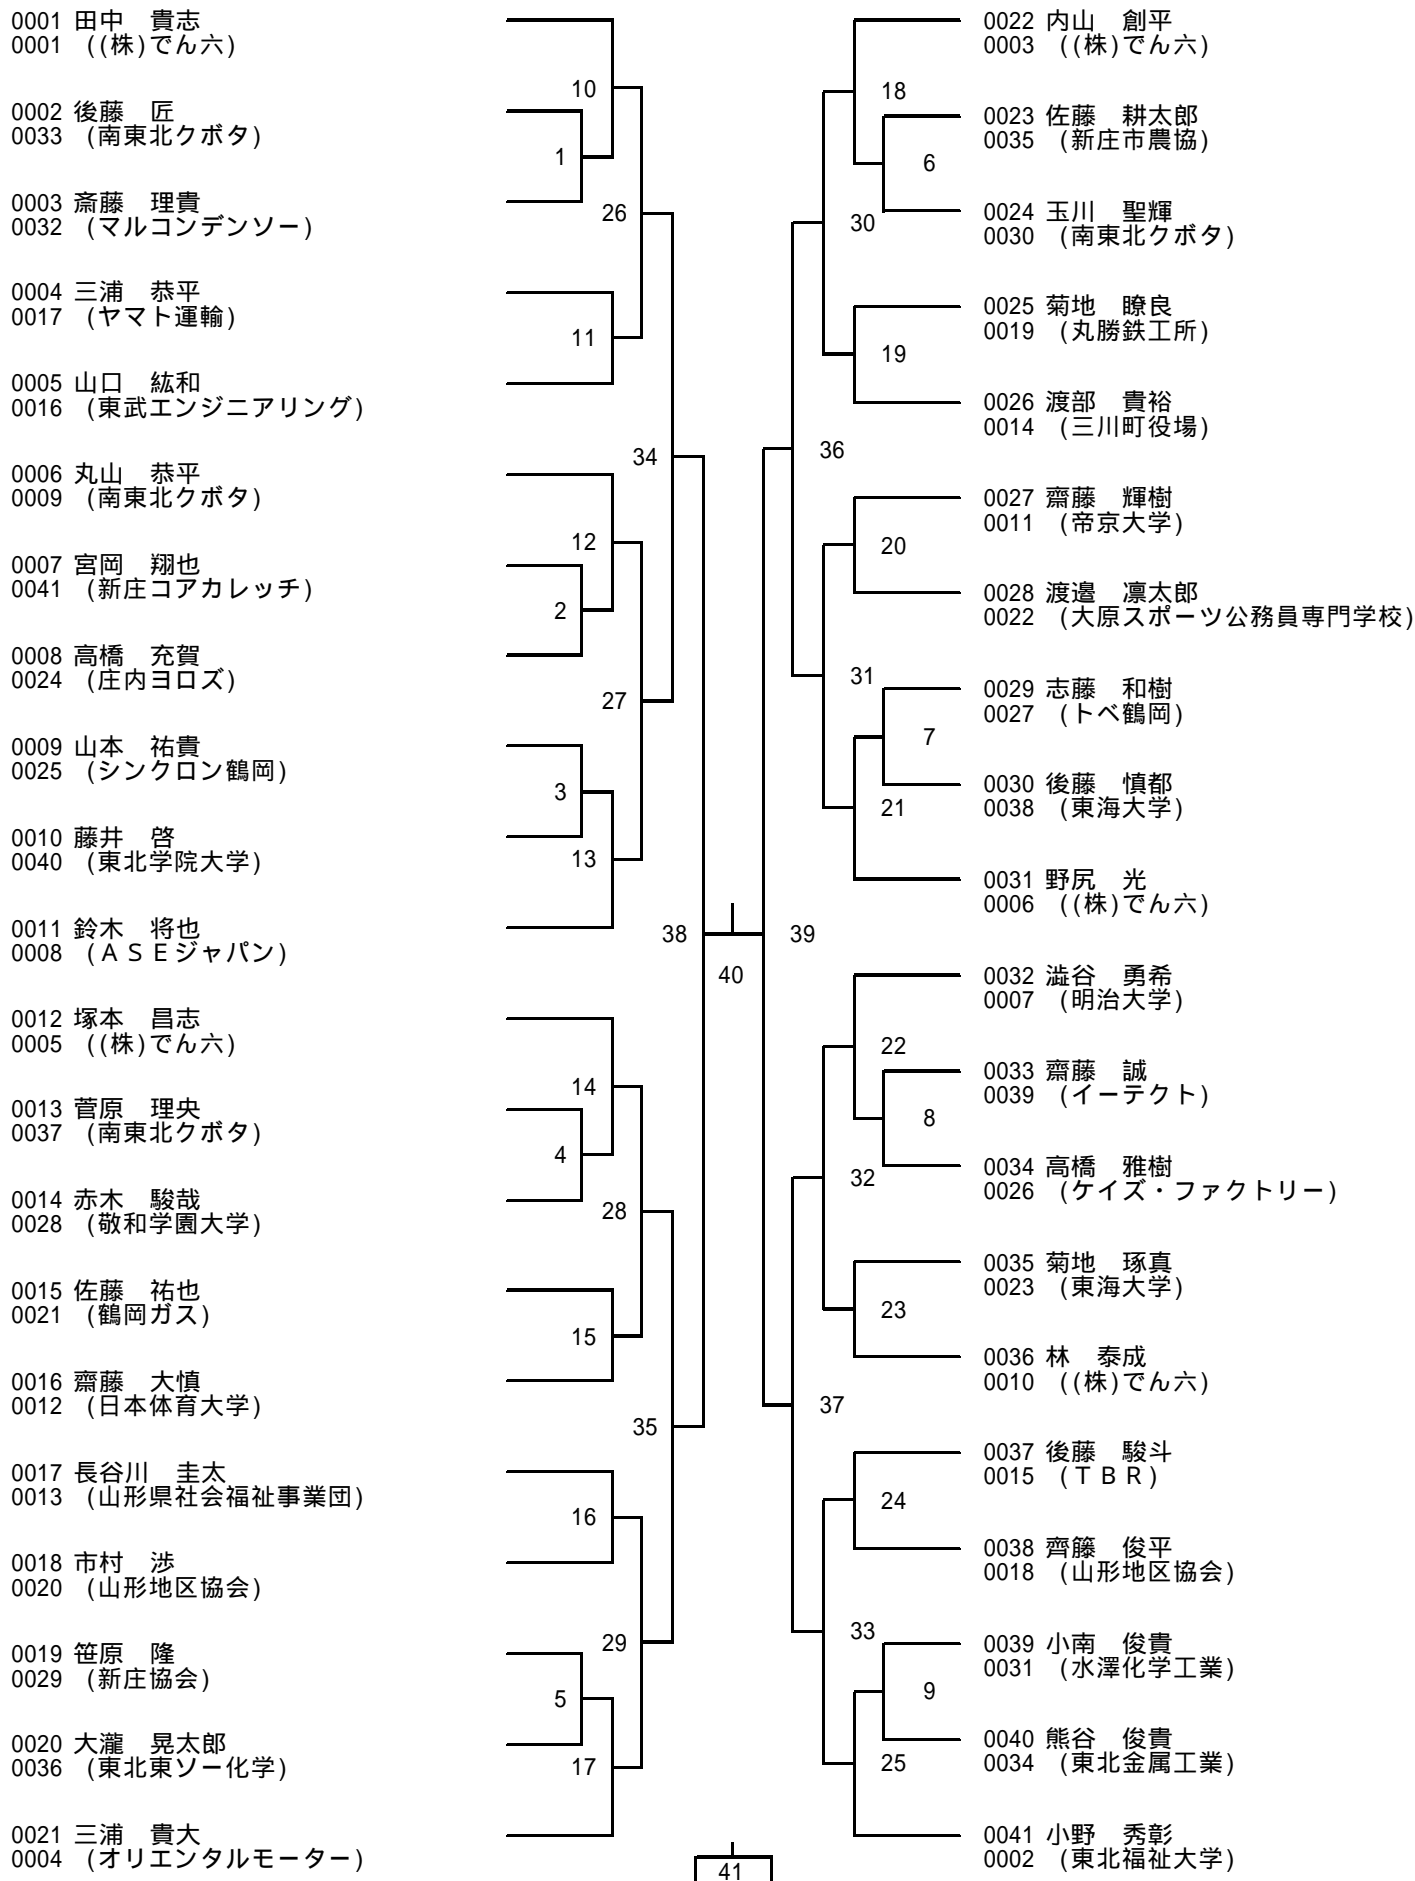 0001 田中　貴志
0001 ((株)でん六)
0002 後藤　匠
0033 (南東北クボタ)
0003 斎藤　理貴
0032 (マルコンデンソー)
0004 三浦　恭平
0017 (ヤマト運輸)
0005 山口　紘和
0016 (東武エンジニアリング)
0006 丸山　恭平
0009 (南東北クボタ)
0007 宮岡　翔也
0041 (新庄コアカレッチ)
0008 高橋　充賀
0024 (庄内ヨロズ)
0009 山本　祐貴
0025 (シンクロン鶴岡)
0010 藤井　啓
0040 (東北学院大学)
0011 鈴木　将也
0008 (ＡＳＥジャパン)
0012 塚本　昌志
0005 ((株)でん六)
0013 菅原　理央
0037 (南東北クボタ)
0014 赤木　駿哉
0028 (敬和学園大学)
0015 佐藤　祐也
0021 (鶴岡ガス)
0016 齋藤　大慎
0012 (日本体育大学)
0017 長谷川　圭太
0013 (山形県社会福祉事業団)
0018 市村　渉
0020 (山形地区協会)
0019 笹原　隆
0029 (新庄協会)
0020 大瀧　晃太郎
0036 (東北東ソー化学)
0021 三浦　貴大
0004 (オリエンタルモーター)
10
1
26
11
34
12
2
27
3
13
38
14
4
28
15
35
16
29
5
17
40
41
39
18
6
30
19
36
20
31
7
21
22
8
32
23
37
24
33
9
25
0022 内山　創平
0003 ((株)でん六)
0023 佐藤　耕太郎
0035 (新庄市農協)
0024 玉川　聖輝
0030 (南東北クボタ)
0025 菊地　瞭良
0019 (丸勝鉄工所)
0026 渡部　貴裕
0014 (三川町役場)
0027 齋藤　輝樹
0011 (帝京大学)
0028 渡邉　凛太郎
0022 (大原スポーツ公務員専門学校)
0029 志藤　和樹
0027 (トベ鶴岡)
0030 後藤　慎都
0038 (東海大学)
0031 野尻　光
0006 ((株)でん六)
0032 澁谷　勇希
0007 (明治大学)
0033 齋藤　誠
0039 (イーテクト)
0034 高橋　雅樹
0026 (ケイズ・ファクトリー)
0035 菊地　琢真
0023 (東海大学)
0036 林　泰成
0010 ((株)でん六)
0037 後藤　駿斗
0015 (ＴＢＲ)
0038 齊籐　俊平
0018 (山形地区協会)
0039 小南　俊貴
0031 (水澤化学工業)
0040 熊谷　俊貴
0034 (東北金属工業)
0041 小野　秀彰
0002 (東北福祉大学)